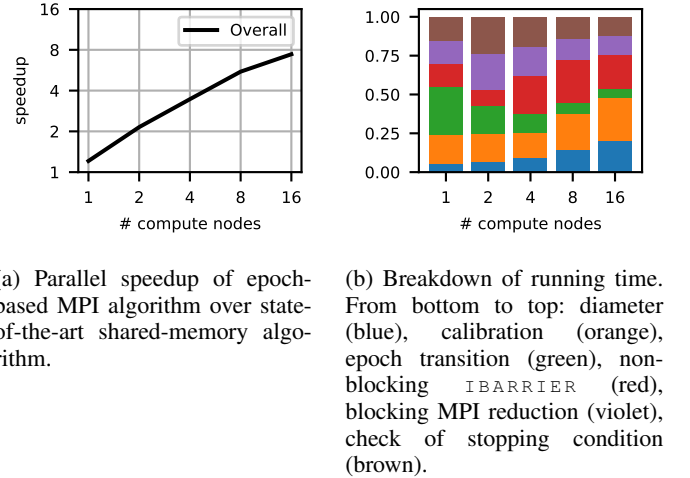 16
8
4
2
1
speedup
Overall
1 2 4 8 16
# compute nodes
1.00
0.75
0.50
0.25
0.00
1 2 4 8 16
# compute nodes
(a) Parallel speedup of epoch-
based MPI algorithm over state-
of-the-art shared-memory algo-
rithm.
(b) Breakdown of running time.
From bottom to top: diameter
(blue), calibration (orange),
epoch transition (green), non-
blocking IBARRIER (red),
blocking MPI reduction (violet),
check of stopping condition
(brown).